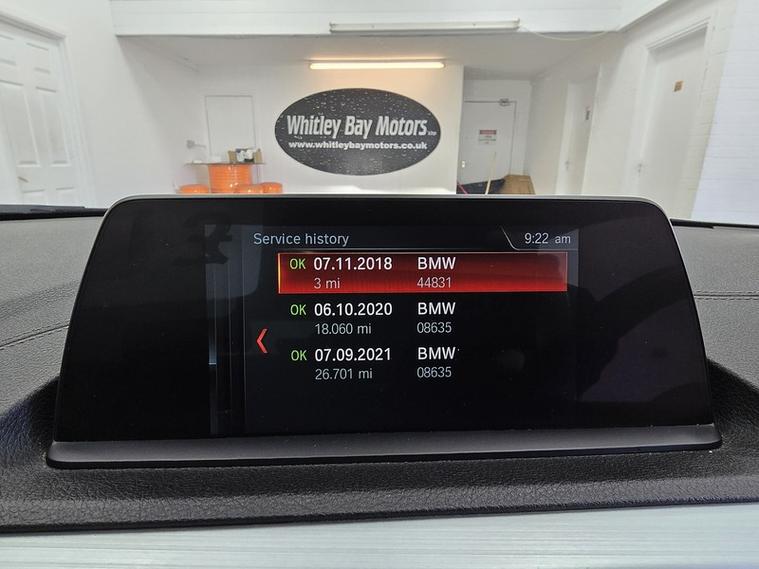 Whitley Bay Motors
www.whitleybaymotors.co.uk
Service history
9:22 am
OK 07.11.2018 BMW
3 mi 44831
OK 06.10.2020 BMW
18.060 mi 08635
OK 07.09.2021 BMW
26.701 mi 08635